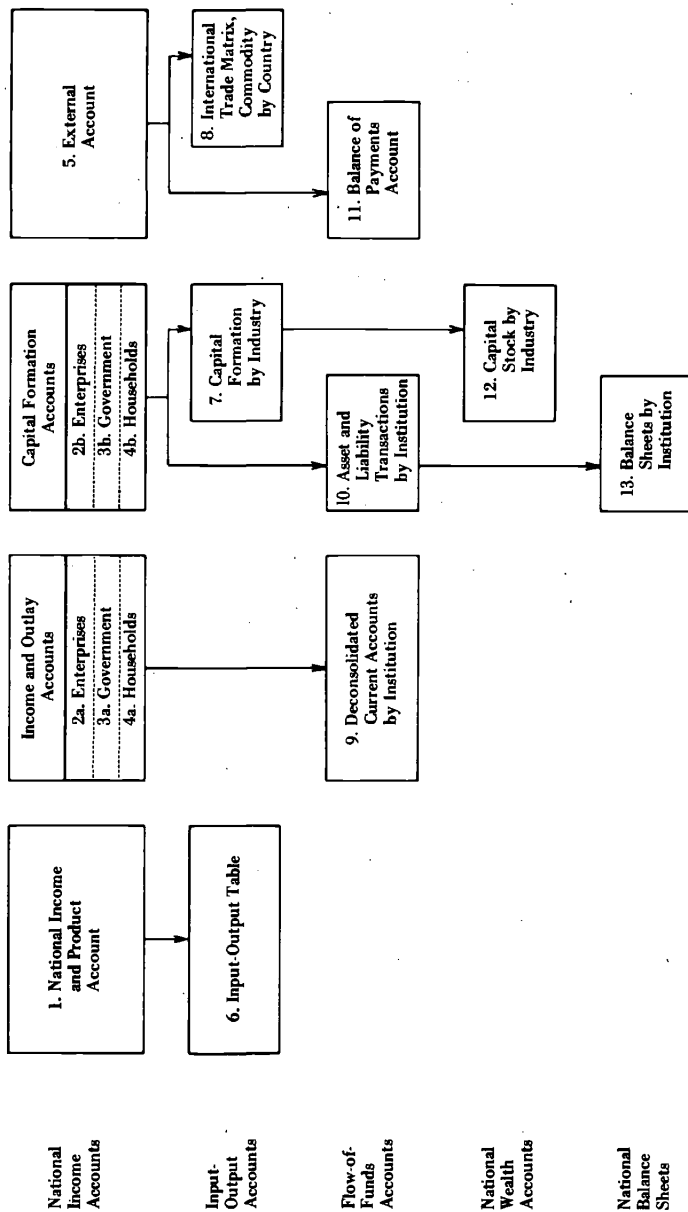 National
Income
Accounts
1. National Income
and Product
Account
Income and Outlay
Accounts
2a. Enterprises
3a. Government
4a. Households
Capital Formation
Accounts
2b. Enterprises
3b. Government
4b. Households
5. External
Account
Input-
Output
Accounts
6. Input-Output Table
7. Capital
Formation
by Industry
8. International
Trade Matrix,
Commodity
by Country
Flow-of-
Funds
Accounts
9. Deconsolidated
Current Accounts
by Institution
10. Asset and
Liability
Transactions
by Institution
11. Balance of
Payments
Account
National
Wealth
Accounts
12. Capital
Stock by
Industry
National
Balance
Sheets
13. Balance
Sheets by
Institution